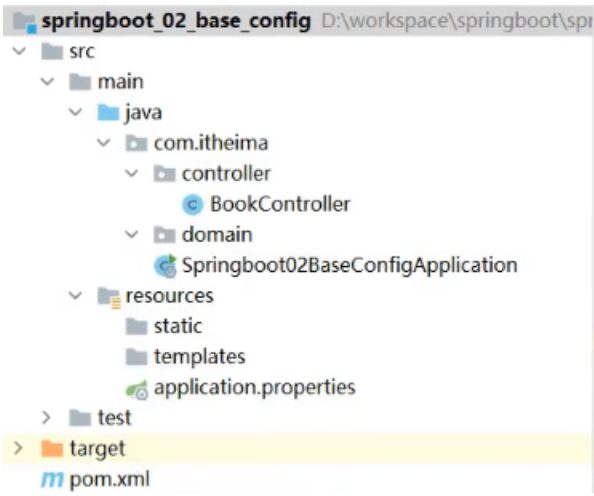 springboot_02_base_config D:\workspace\springboot\spr
src
main
java
com.itheima
controller
C BookController
domain
Springboot02BaseConfigApplication
resources
static
templates
application.properties
test
target
m pom.xml